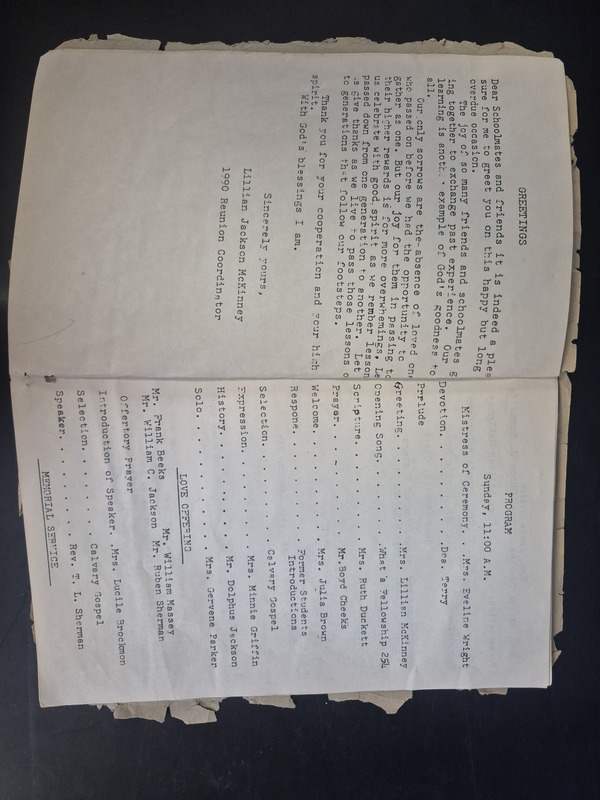 GREETINGS
Dear Schoolmates and friends it is indeed a ples
sure for me to greet you on this happy but long
overdue occasion.
The joy of so many friends and schoolmates g
ing together to exchange past experience. Our
learning is another example of God's goodness to
all.
Our only sorrows are the absence of loved one
who passed on before we had the opportunity to
gather as one. But our joy for them in passing to
their higher rewards is for more overwhemings. Le
us celebrate with good spirit as we rember lesson
passed down from one generation to another. Let
us give thanks as we live to pass those lessons o
to generations that follow our footsteps.
Thank you for your cooperation and your high
spirit.
With God's blessings I am.
Sincerely yours,
Lillian Jackson McKinney
1990 Reunion Coordinator
PROGRAM
Sunday, 11:00 A.M.
Mistress of Ceremony. .Mrs. Eveline Wright
Devotion. . . . . . . .Dea. Terry
Prelude
Greeting. . . . . . . .Mrs. Lillian McKinney
Opening Song. . . . . .What a Fellowship 254
Scripture. . . . . . . Mrs. Ruth Duckett
Prayer. . . . . . . . .Mr. Boyd Cheeks
Welcome. . . . . . . . Mrs. Julia Brown
Respone. . . . . . . . Former Students
Introductions
Selection. . . . . . . Calvary Gospel
Expression. . . . . . .Mrs. Minnie Griffin
History. . . . . . . . Mr. Dolphus Jackson
Solo. . . . . . . . . .Mrs. Gervene Parker
LOVE OFFERING
Mr. Frank Beeks Mr. William Massey
Mr. William C. Jackson Mr. Ruben Sherman
Offertory Prayer
Introduction of Speaker. .Mrs. Lucile Brockmon
Selection. . . . . . . Calvary Gospel
Speaker. . . . . . . . Rev. T. L. Sherman
MEMORIAL SERVICE